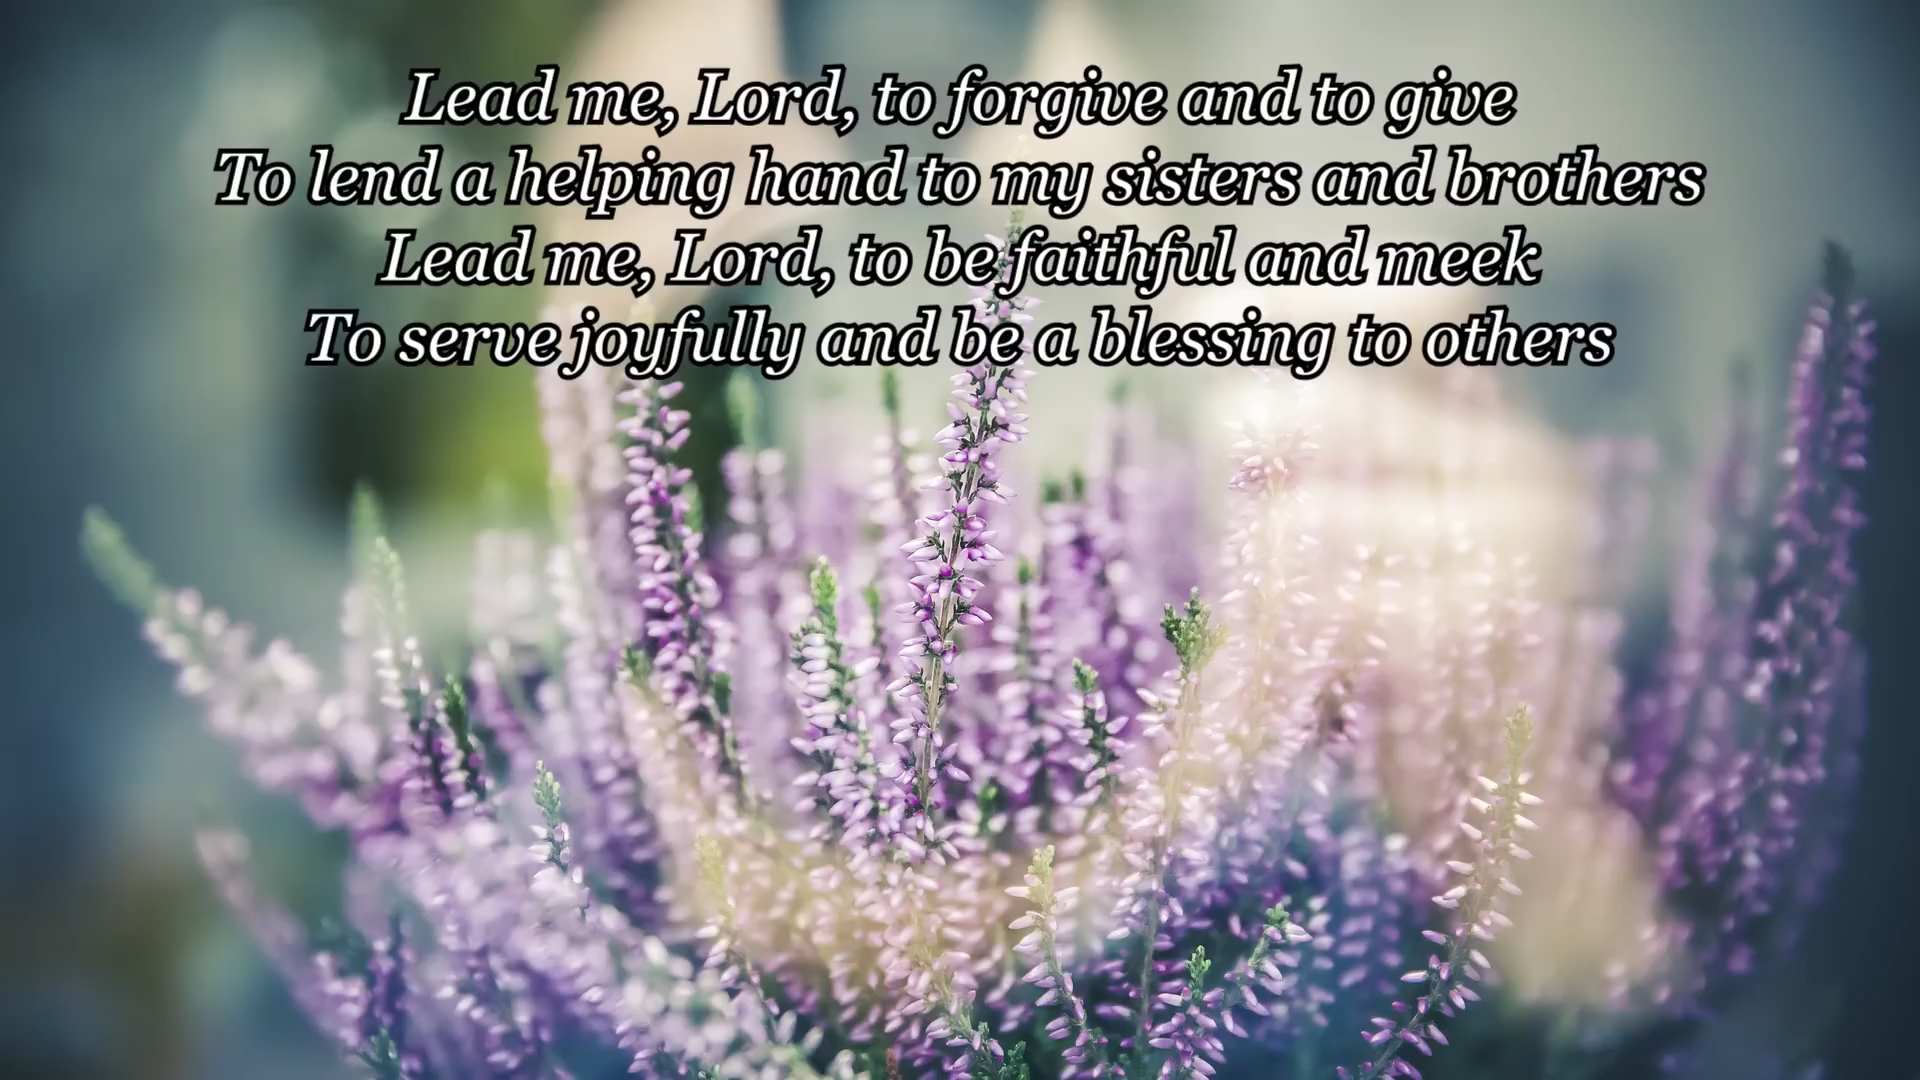 Lead me, Lord, to forgive and to give
To lend a helping hand to my sisters and brothers
Lead me, Lord, to be faithful and meek
To serve joyfully and be a blessing to others